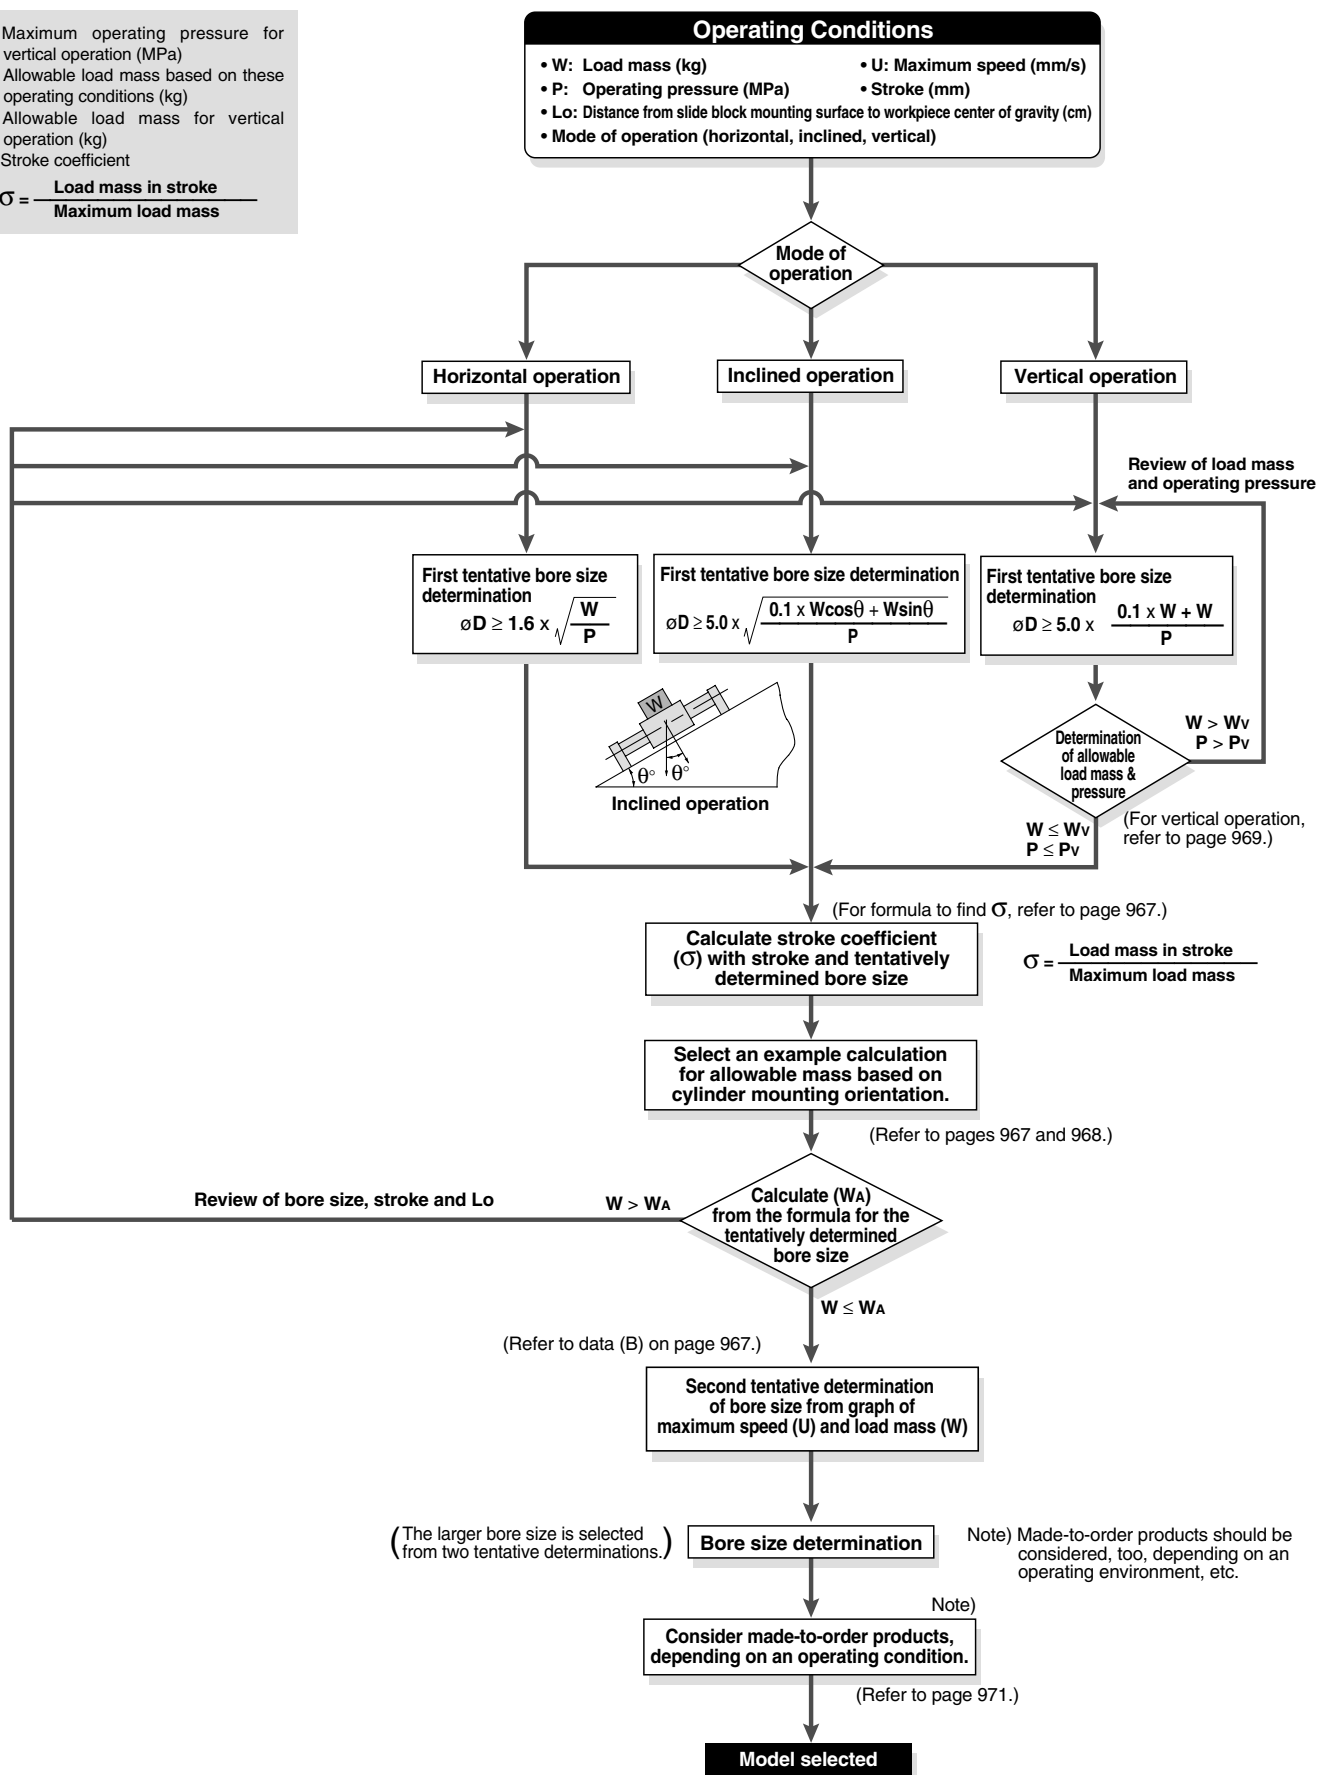 Maximum operating pressure for
vertical operation (MPa)
Allowable load mass based on these
operating conditions (kg)
Allowable load mass for vertical
operation (kg)
Stroke coefficient
σ = Load mass in stroke
Maximum load mass
Operating Conditions
• W: Load mass (kg)
• U: Maximum speed (mm/s)
• P: Operating pressure (MPa)
• Stroke (mm)
• Lo: Distance from slide block mounting surface to workpiece center of gravity (cm)
• Mode of operation (horizontal, inclined, vertical)
Mode of
operation
Horizontal operation
Inclined operation
Vertical operation
Review of load mass
and operating pressure
First tentative bore size
determination
øD ≥ 1.6 x √ W
P
First tentative bore size determination
øD ≥ 5.0 x √ 0.1 x Wcosθ + Wsinθ
P
First tentative bore size
determination
øD ≥ 5.0 x 0.1 x W + W
P
W
θ°
θ°
Inclined operation
Determination
of allowable
load mass &
pressure
W > Wv
P > Pv
(For vertical operation,
refer to page 969.)
W ≤ Wv
P ≤ Pv
(For formula to find σ, refer to page 967.)
Calculate stroke coefficient
(σ) with stroke and tentatively
determined bore size
σ = Load mass in stroke
Maximum load mass
Select an example calculation
for allowable mass based on
cylinder mounting orientation.
(Refer to pages 967 and 968.)
Review of bore size, stroke and Lo
W > WA
Calculate (WA)
from the formula for the
tentatively determined
bore size
W ≤ WA
(Refer to data (B) on page 967.)
Second tentative determination
of bore size from graph of
maximum speed (U) and load mass (W)
(The larger bore size is selected
from two tentative determinations.)
Bore size determination
Note) Made-to-order products should be
considered, too, depending on an
operating environment, etc.
Note)
Consider made-to-order products,
depending on an operating condition.
(Refer to page 971.)
Model selected